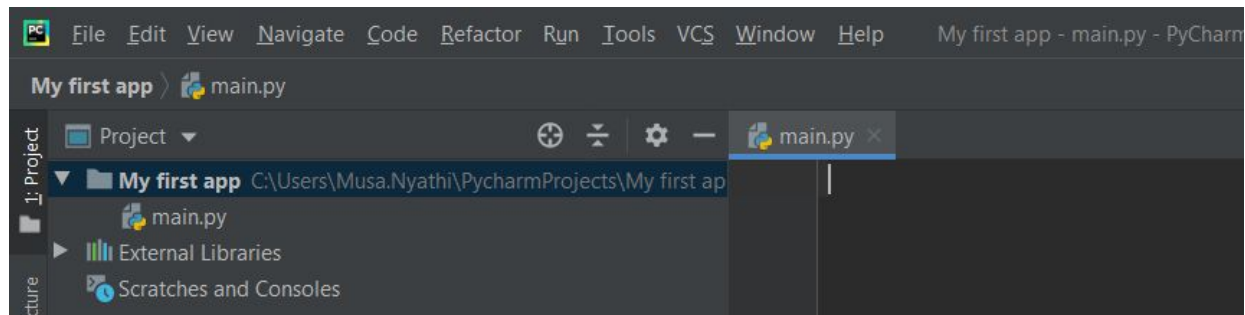 PC File Edit View Navigate Code Refactor Run Tools VCS Window Help My first app - main.py - PyCharm
My first app main.py
1: Project
Project main.py
My first app C:\Users\Musa.Nyathi\PycharmProjects\My first ap
main.py
External Libraries
Scratches and Consoles